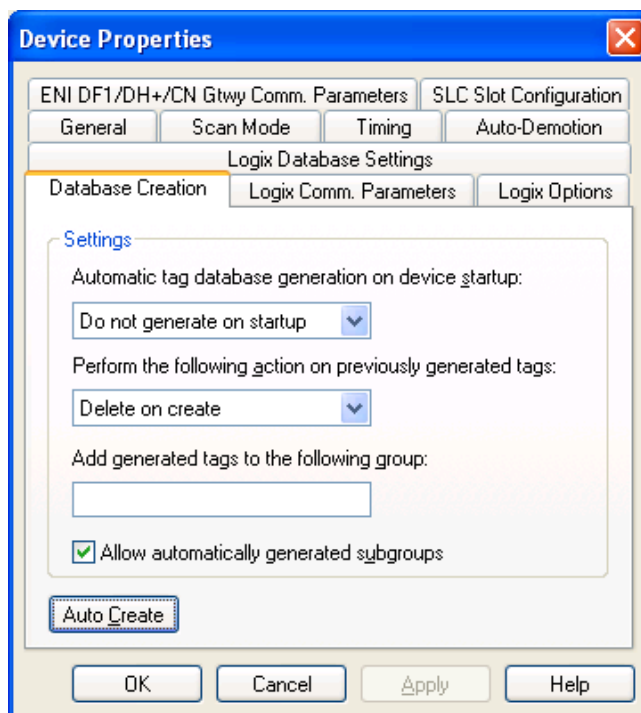 Device Properties
ENI DF1/DH+/CN Gtwy Comm. Parameters SLC Slot Configuration
General Scan Mode Timing Auto-Demotion
Logix Database Settings
Database Creation Logix Comm. Parameters Logix Options
Settings
Automatic tag database generation on device startup:
Do not generate on startup
Perform the following action on previously generated tags:
Delete on create
Add generated tags to the following group:
Allow automatically generated subgroups
Auto Create
OK Cancel Apply Help